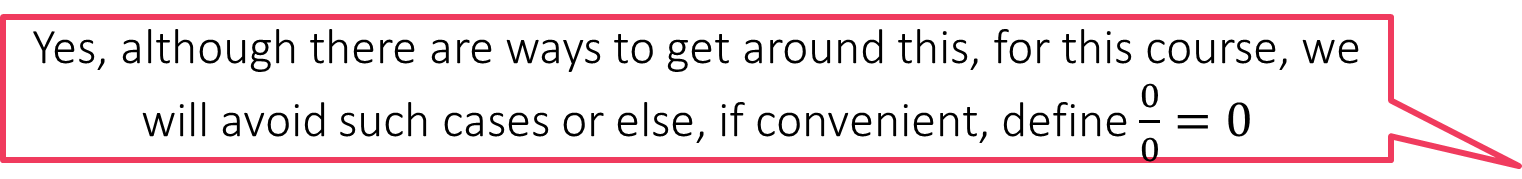 Yes, although there are ways to get around this, for this course, we
will avoid such cases or else, if convenient, define 0/0 = 0